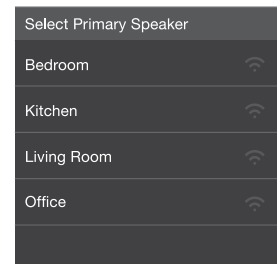 Select Primary Speaker
Bedroom
Kitchen
Living Room
Office